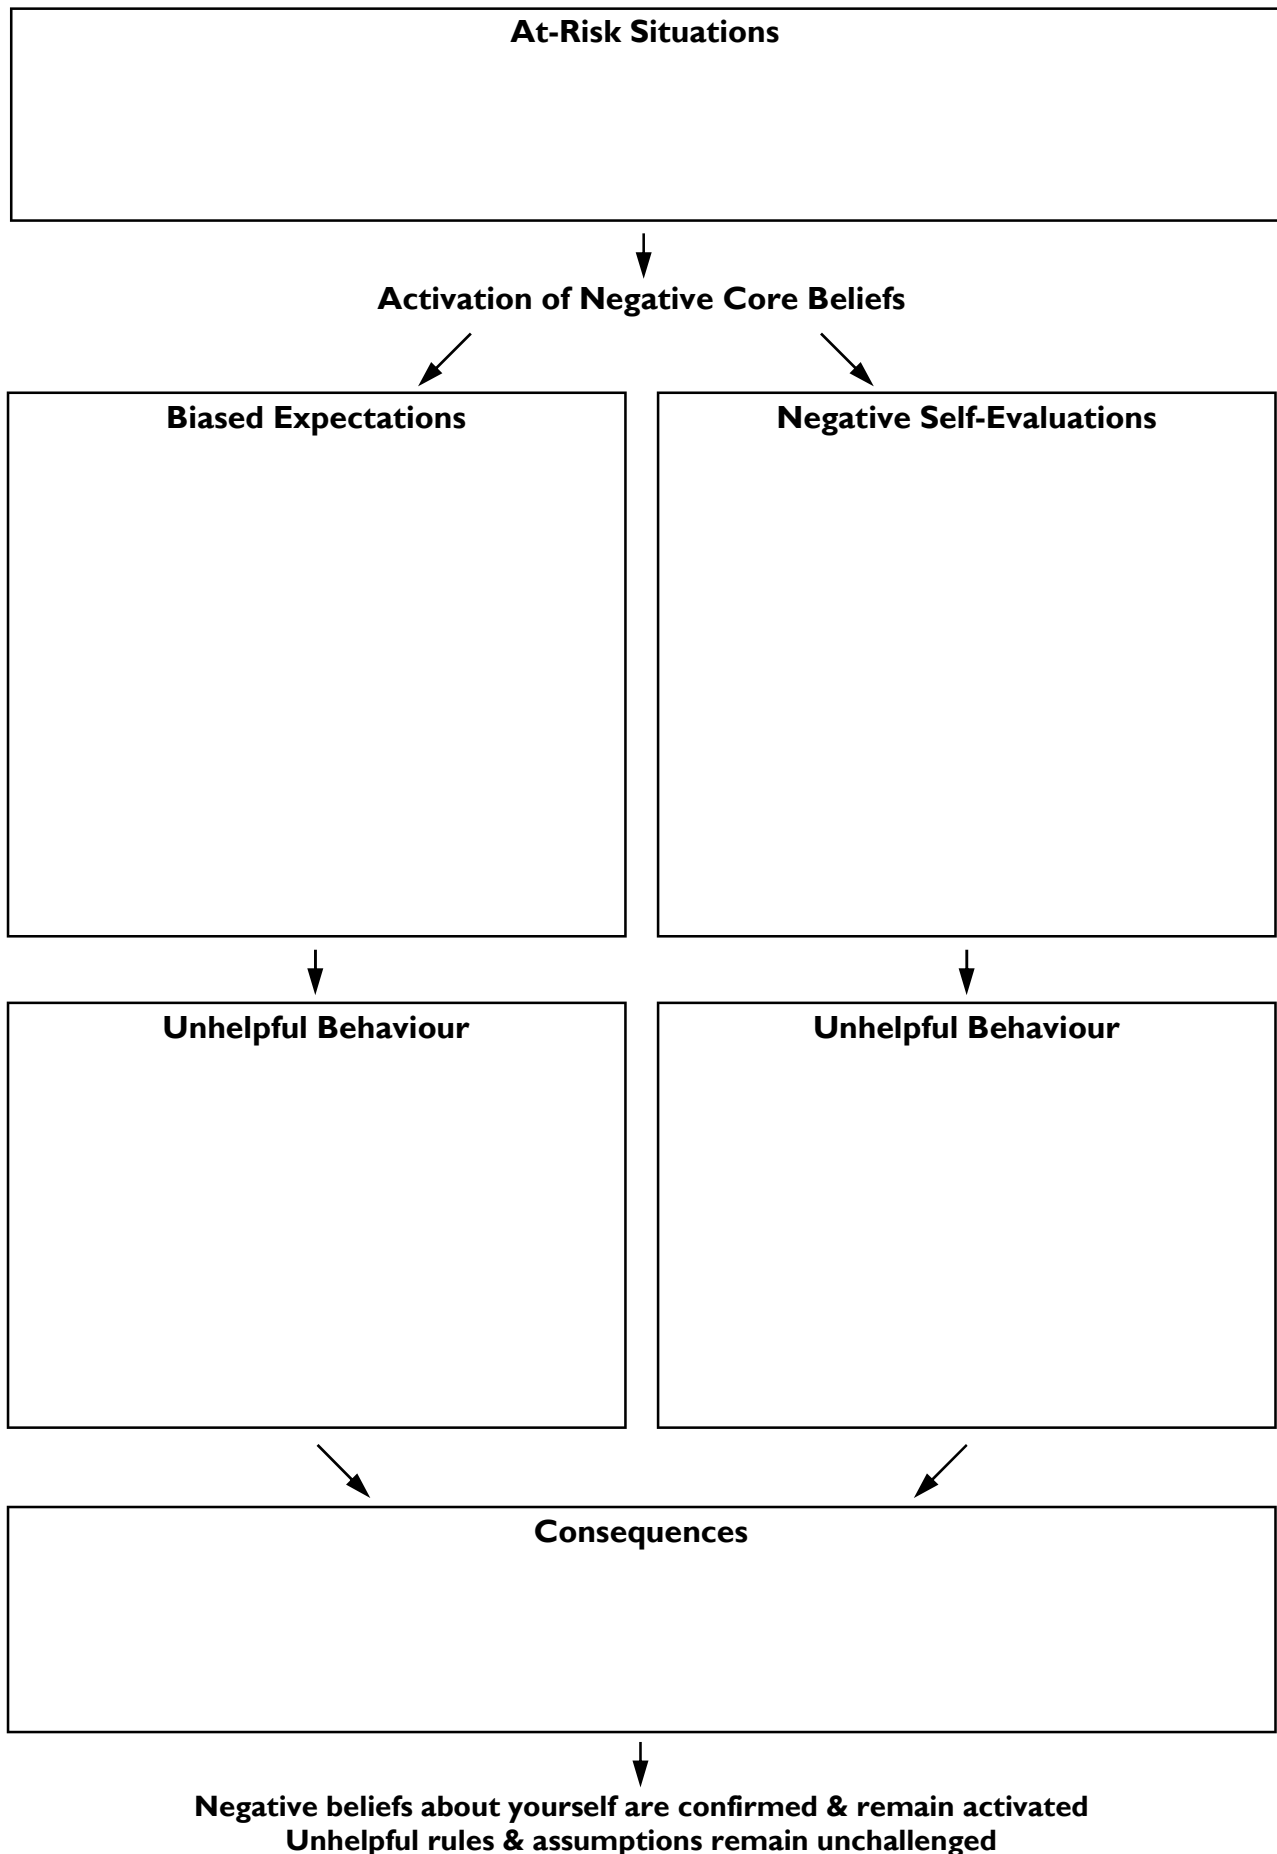 At-Risk Situations
Activation of Negative Core Beliefs
Biased Expectations
Negative Self-Evaluations
Unhelpful Behaviour
Unhelpful Behaviour
Consequences
Negative beliefs about yourself are confirmed & remain activated
Unhelpful rules & assumptions remain unchallenged